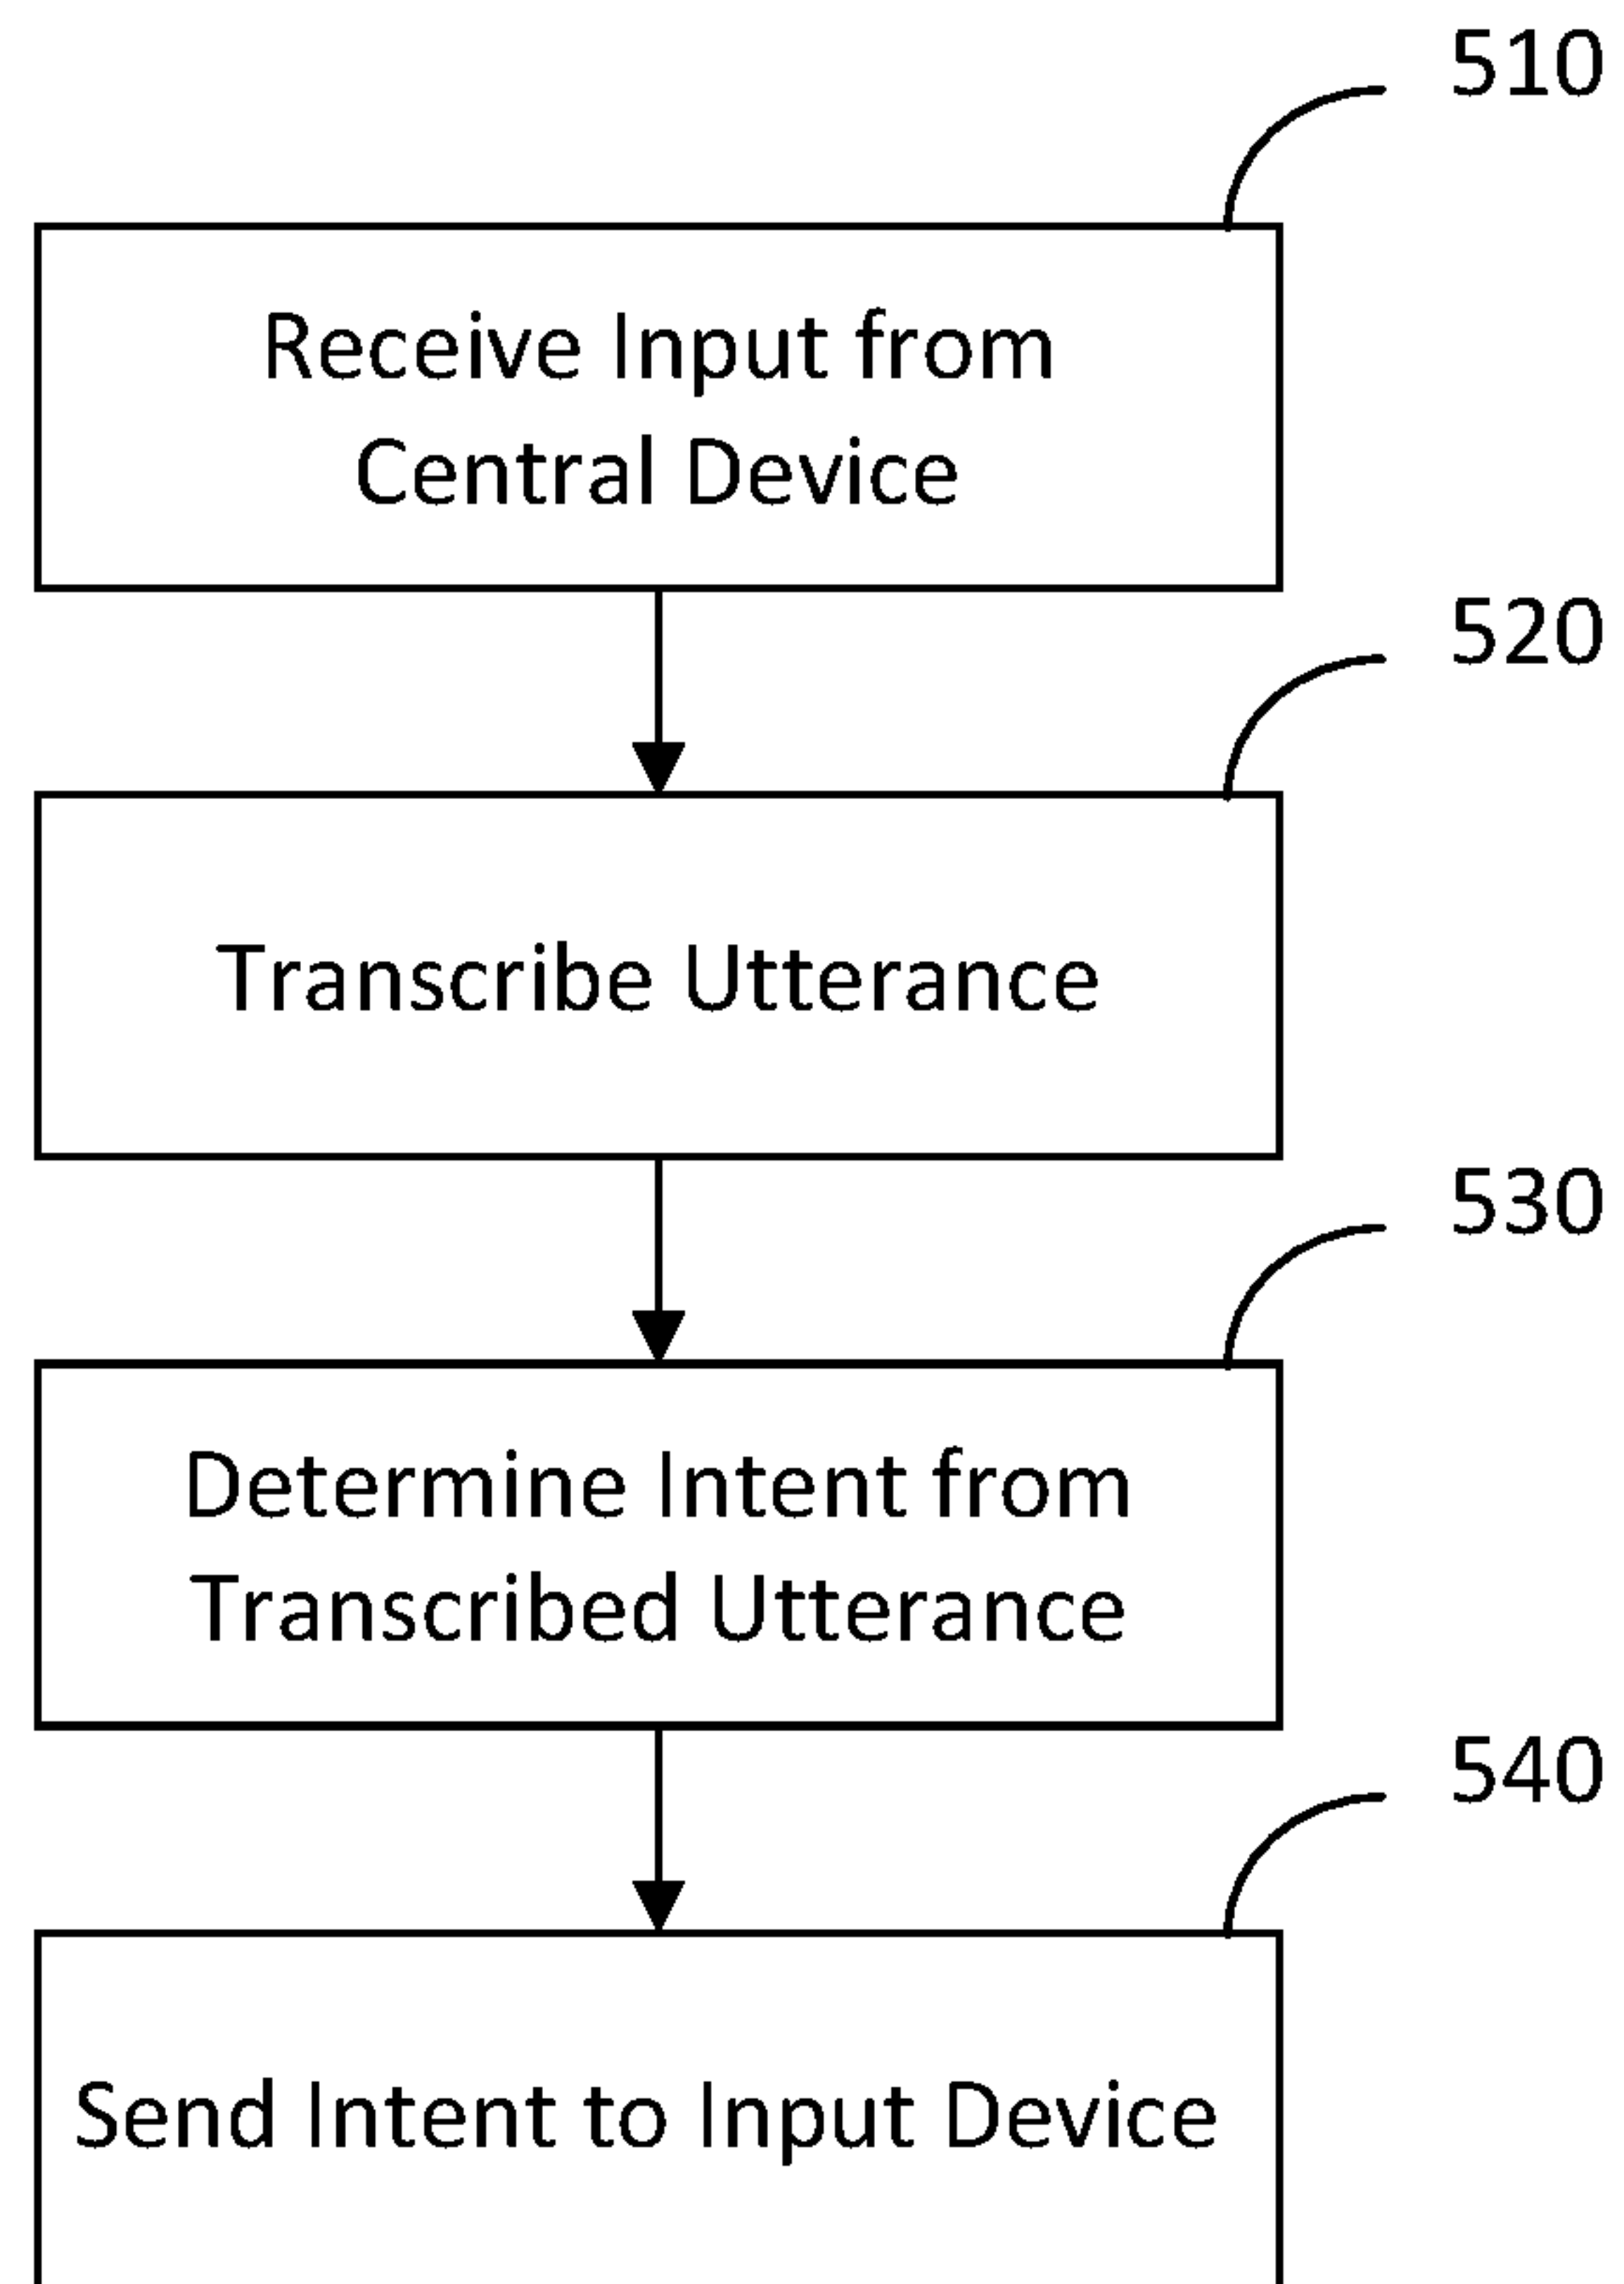 510
Receive Input from
Central Device
520
Transcribe Utterance
530
Determine Intent from
Transcribed Utterance
540
Send Intent to Input Device